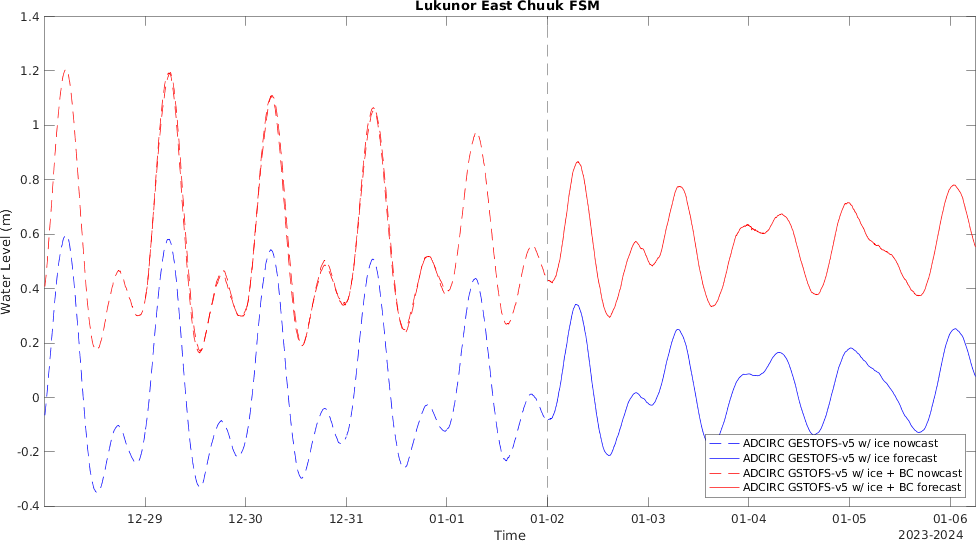 Lukunor East Chuuk FSM
1.4
1.2
1
0.8
0.6
0.4
0.2
0
-0.2
-0.4
Water Level (m)
12-29
12-30
12-31
01-01
01-02
01-03
01-04
01-05
01-06
Time
2023-2024
ADCIRC GESTOFS-v5 w/ ice nowcast
ADCIRC GESTOFS-v5 w/ ice forecast
ADCIRC GSTOFS-v5 w/ ice + BC nowcast
ADCIRC GSTOFS-v5 w/ ice + BC forecast